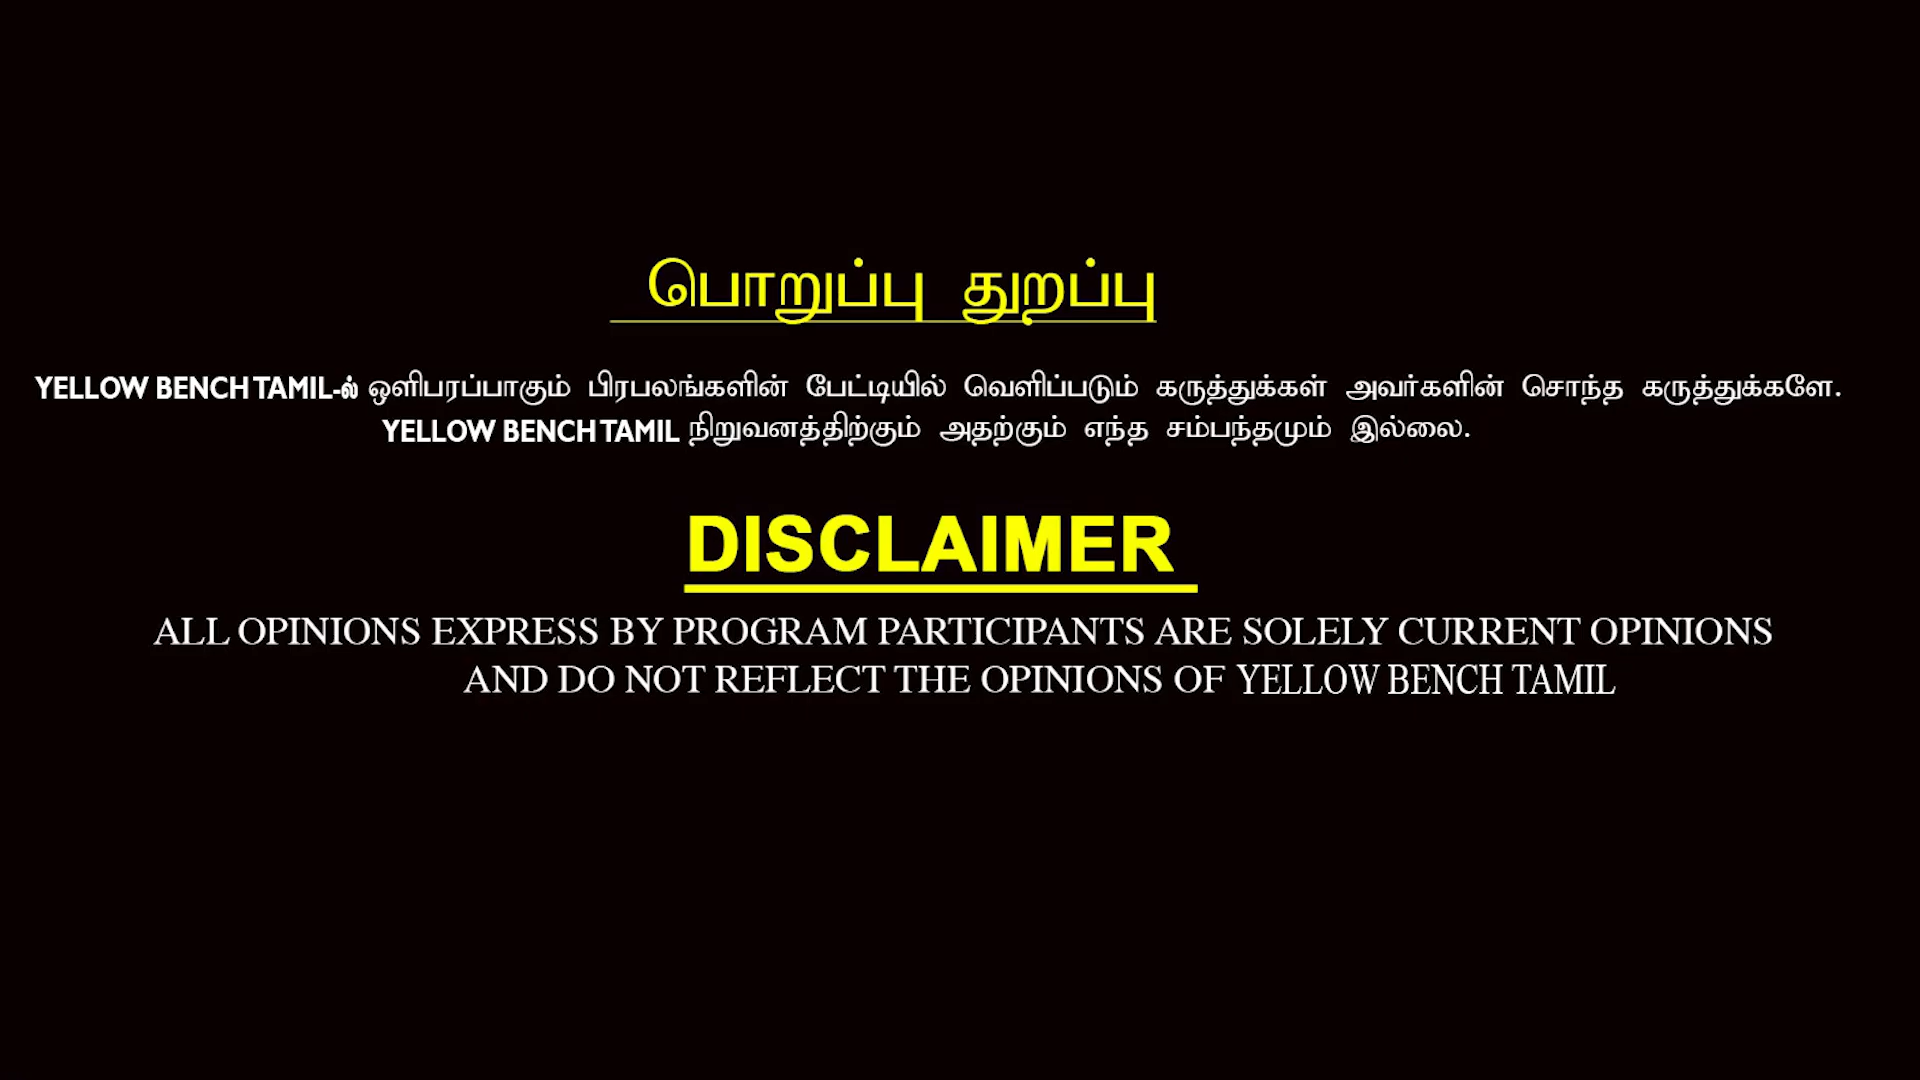 பொறுப்பு துறப்பு
YELLOW BENCH TAMIL-ல் ஒளிபரப்பாகும் பிரபலங்களின் பேட்டியில் வெளிப்படும் கருத்துக்கள் அவர்களின் சொந்த கருத்துக்களே.
YELLOW BENCH TAMIL நிறுவனத்திற்கும் அதற்கும் எந்த சம்பந்தமும் இல்லை.
DISCLAIMER
ALL OPINIONS EXPRESS BY PROGRAM PARTICIPANTS ARE SOLELY CURRENT OPINIONS
AND DO NOT REFLECT THE OPINIONS OF YELLOW BENCH TAMIL